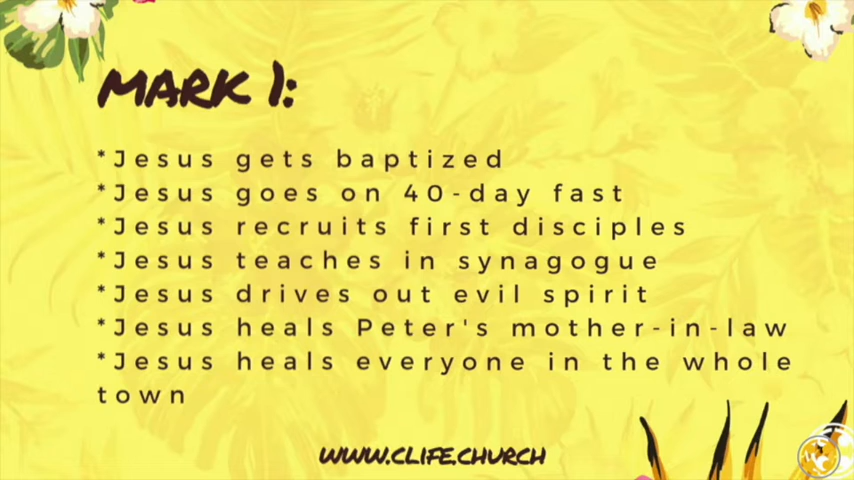 MARK 1:
*Jesus gets baptized
*Jesus goes on 40-day fast
*Jesus recruits first disciples
*Jesus teaches in synagogue
*Jesus drives out evil spirit
*Jesus heals Peter's mother-in-law
*Jesus heals everyone in the whole
town
WWW.CLIFE.CHURCH